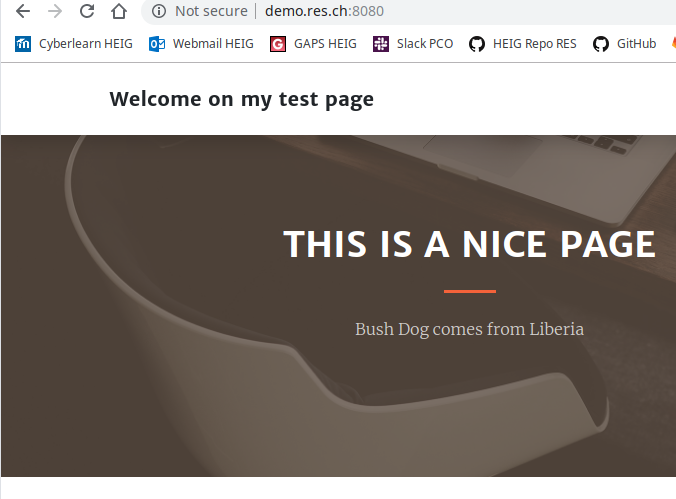 Not secure | demo.res.ch:8080
Cyberlearn HEIG Webmail HEIG GAPS HEIG Slack PCO HEIG Repo RES GitHub
Welcome on my test page
THIS IS A NICE PAGE
Bush Dog comes from Liberia